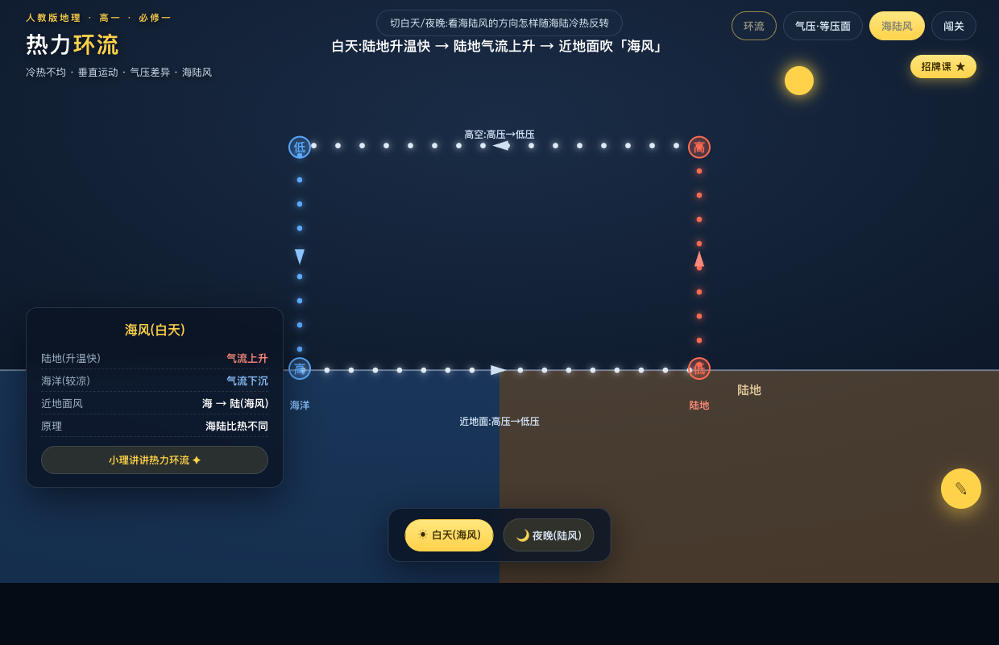 人教版地理 · 高一 · 必修一
热力环流
冷热不均 · 垂直运动 · 气压差异 · 海陆风
切白天/夜晚:看海陆风的方向怎样随海陆冷热反转
白天:陆地升温快 → 陆地气流上升 → 近地面吹「海风」
环流
气压·等压面
海陆风
闯关
招牌课 ★
高空:高压→低压
低
高
高
低
海洋
陆地
陆地
近地面:高压→低压
海风(白天)
陆地(升温快) 气流上升
海洋(较凉) 气流下沉
近地面风 海 → 陆(海风)
原理 海陆比热不同
小理讲讲热力环流 ✦
☀ 白天(海风)
🌙 夜晚(陆风)